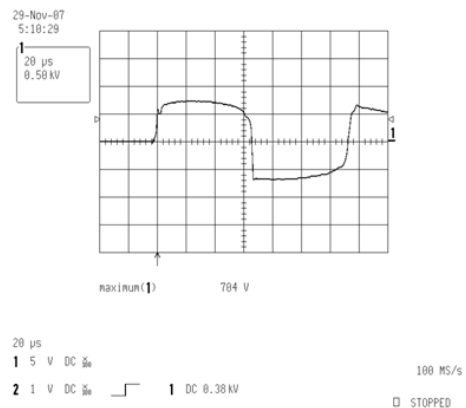 29-Nov-07
5:10:29
1
20 µs
0.50 kV
1
maximum(1) 704 V
20 µs
1 5 V DC
2 1 V DC 1 DC 0.38 kV
100 MS/s
STOPPED